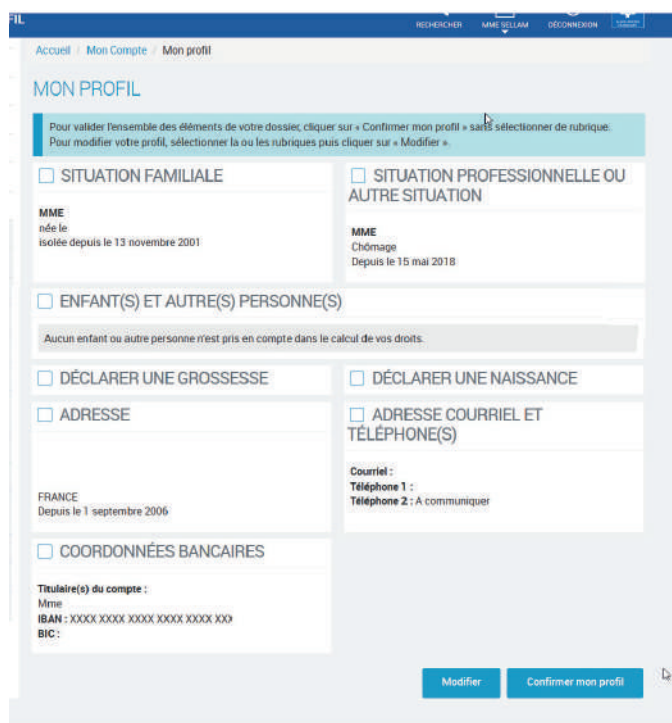 FIL
RECHERCHER MME SELLAM DÉCONNEXION
Accueil / Mon Compte / Mon profil
MON PROFIL
Pour valider l'ensemble des éléments de votre dossier, cliquer sur « Confirmer mon profil » sans sélectionner de rubrique.
Pour modifier votre profil, sélectionner la ou les rubriques puis cliquer sur « Modifier ».
SITUATION FAMILIALE
MME
née le
isolée depuis le 13 novembre 2001
SITUATION PROFESSIONNELLE OU
AUTRE SITUATION
MME
Chômage
Depuis le 15 mai 2018
ENFANT(S) ET AUTRE(S) PERSONNE(S)
Aucun enfant ou autre personne n'est pris en compte dans le calcul de vos droits.
DÉCLARER UNE GROSSESSE
DÉCLARER UNE NAISSANCE
ADRESSE
FRANCE
Depuis le 1 septembre 2006
ADRESSE COURRIEL ET
TÉLÉPHONE(S)
Courriel :
Téléphone 1 :
Téléphone 2 : A communiquer
COORDONNÉES BANCAIRES
Titulaire(s) du compte :
Mme
IBAN : XXXX XXXX XXXX XXXX XXXX XXX
BIC :
Modifier
Confirmer mon profil